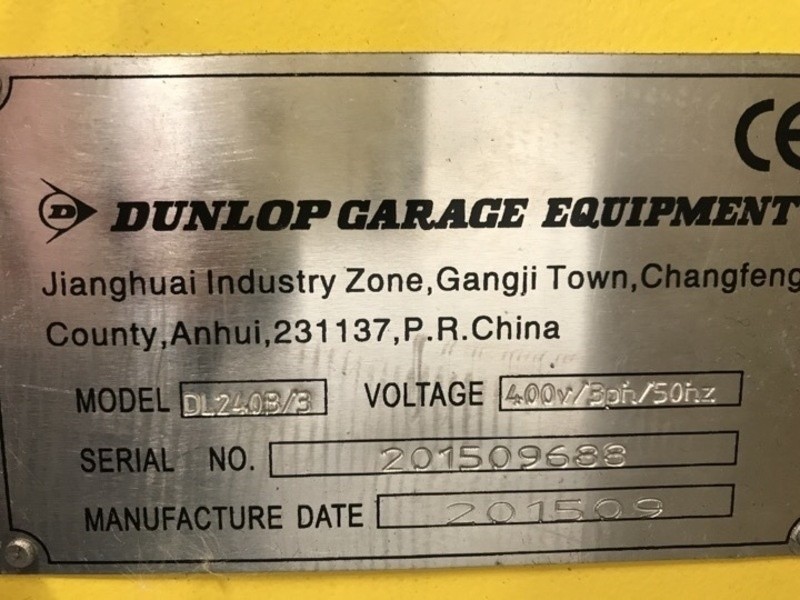 CE
D DUNLOP GARAGE EQUIPMENT
Jianghuai Industry Zone,Gangji Town,Changfeng
County,Anhui,231137,P.R.China
MODEL DL240B/3 VOLTAGE 400v/3ph/50hz
SERIAL NO. 201509688
MANUFACTURE DATE 201509